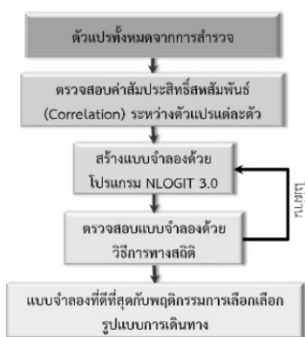 ตัวแปรทั้งหมดจากการสำรวจ
ตรวจสอบค่าสัมประสิทธิ์สหสัมพันธ์
(Correlation) ระหว่างตัวแปรแต่ละตัว
สร้างแบบจำลองด้วย
โปรแกรม NLOGIT 3.0
ไม่ผ่าน
ตรวจสอบแบบจำลองด้วย
วิธีการทางสถิติ
แบบจำลองที่ดีที่สุดกับพฤติกรรมการเลือกเลือก
รูปแบบการเดินทาง